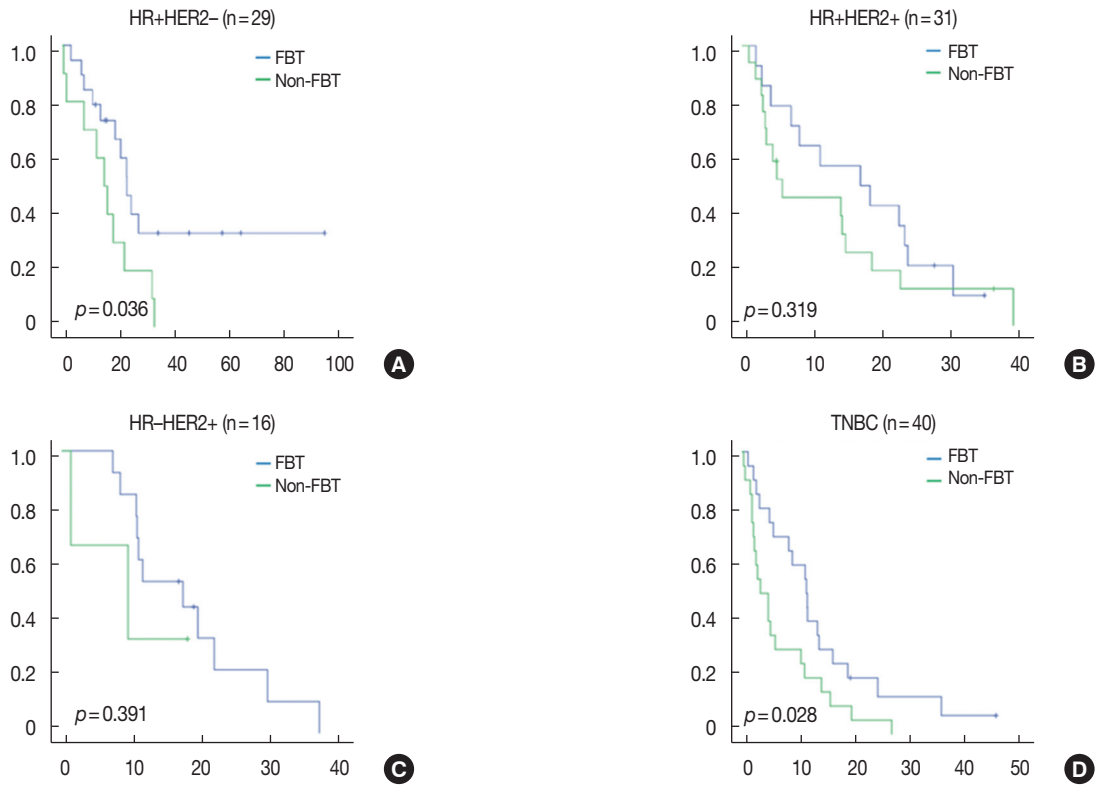 HR+HER2– (n=29)
FBT
Non-FBT
1.0
0.8
0.6
0.4
0.2
0
p=0.036
0 20 40 60 80 100
A
HR+HER2+ (n=31)
FBT
Non-FBT
1.0
0.8
0.6
0.4
0.2
0
p=0.319
0 10 20 30 40
B
HR–HER2+ (n=16)
FBT
Non-FBT
1.0
0.8
0.6
0.4
0.2
0
p=0.391
0 10 20 30 40
C
TNBC (n=40)
FBT
Non-FBT
1.0
0.8
0.6
0.4
0.2
0
p=0.028
0 10 20 30 40 50
D